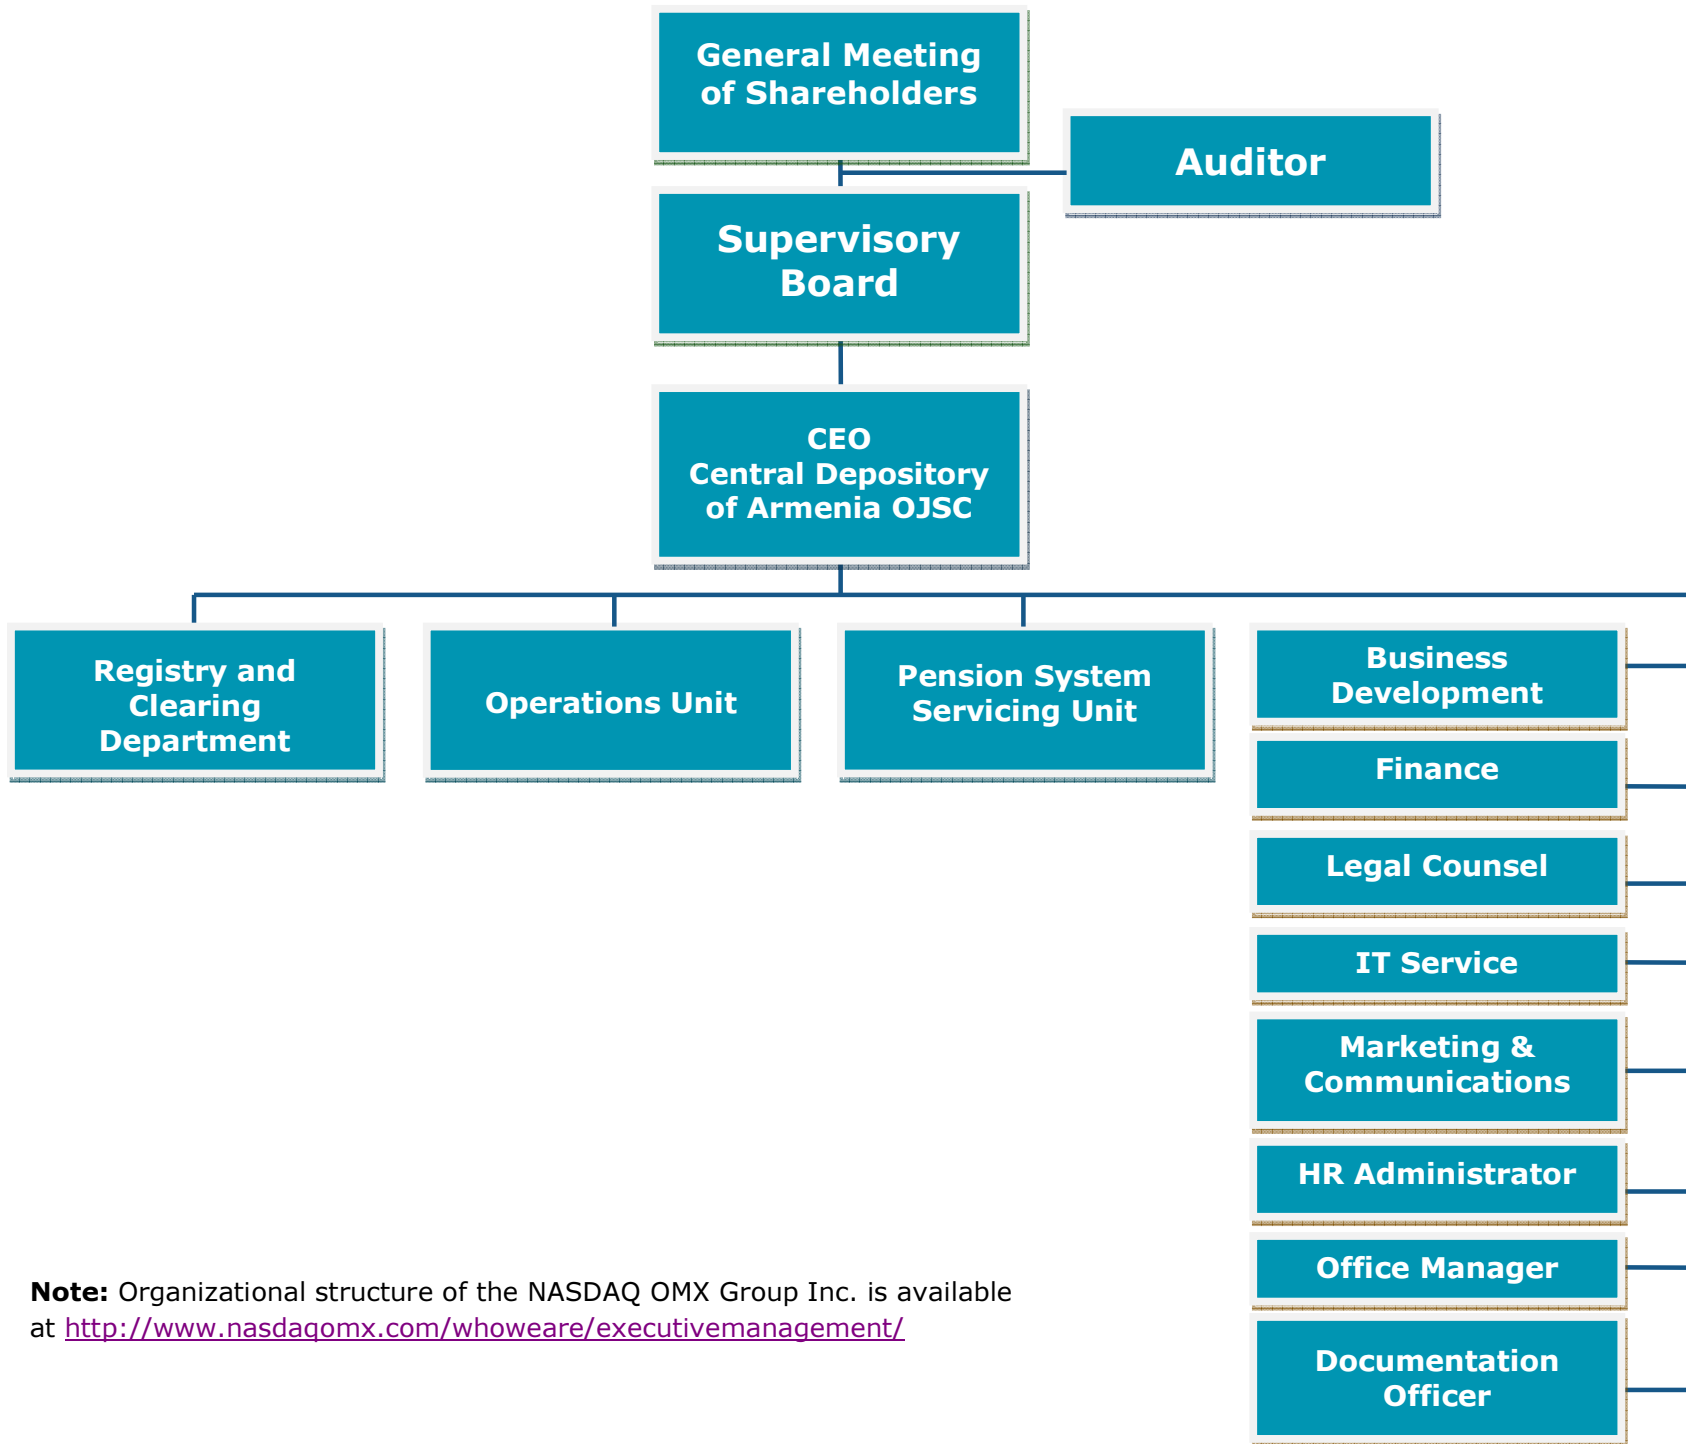 General Meeting
of Shareholders
Auditor
Supervisory
Board
CEO
Central Depository
of Armenia OJSC
Registry and
Clearing
Department
Operations Unit
Pension System
Servicing Unit
Business
Development
Finance
Legal Counsel
IT Service
Marketing &
Communications
HR Administrator
Office Manager
Documentation
Officer
Note: Organizational structure of the NASDAQ OMX Group Inc. is available
at http://www.nasdaqomx.com/whoweare/executivemanagement/